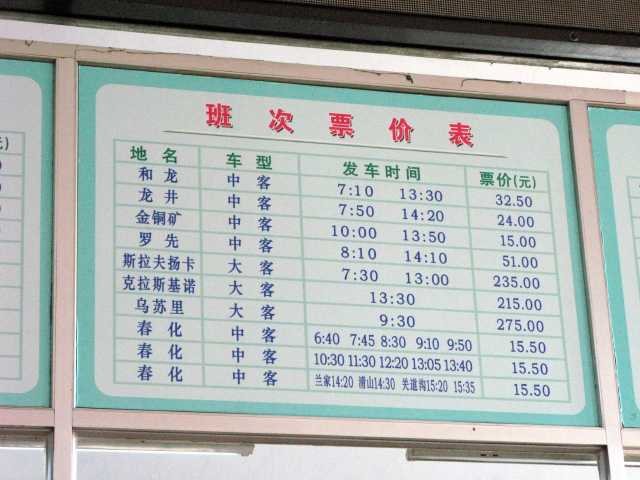 班次票价表
地名 车型 发车时间 票价(元)
和龙 中客 7:10 13:30 32.50
龙井 中客 7:50 14:20 24.00
金铜矿 中客 10:00 13:50 15.00
罗先 中客 8:10 14:10 51.00
斯拉夫扬卡 大客 7:30 13:00 235.00
克拉斯基诺 大客 13:30 215.00
乌苏里 大客 9:30 275.00
春化 中客 6:40 7:45 8:30 9:10 9:50 15.50
春化 中客 10:30 11:30 12:20 13:05 13:40 15.50
春化 中客 兰家14:20 清山14:30 关道沟15:20 15:35 15.50